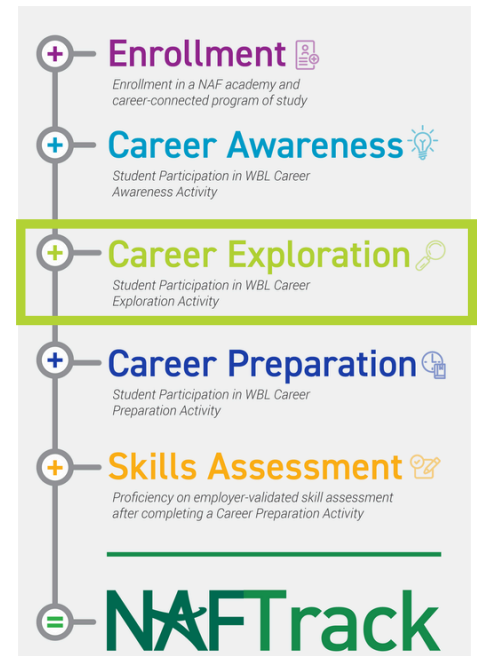 Enrollment
Enrollment in a NAF academy and
career-connected program of study
Career Awareness
Student Participation in WBL Career
Awareness Activity
Career Exploration
Student Participation in WBL Career
Exploration Activity
Career Preparation
Student Participation in WBL Career
Preparation Activity
Skills Assessment
Proficiency on employer-validated skill assessment
after completing a Career Preparation Activity
NAFTrack